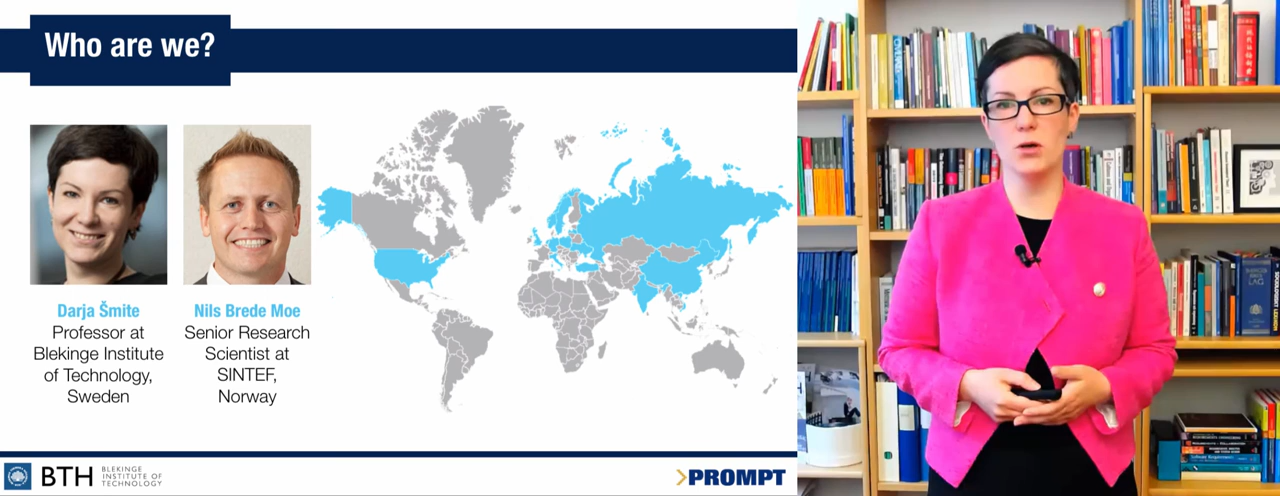 Who are we?
Darja Šmite
Professor at
Blekinge Institute
of Technology,
Sweden
Nils Brede Moe
Senior Research
Scientist at
SINTEF,
Norway
BTH
BLEKINGE
INSTITUTE OF
TECHNOLOGY
PROMPT